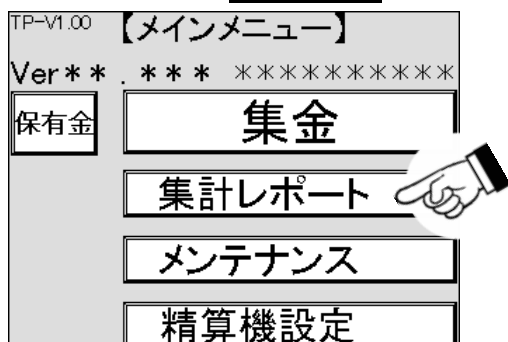 TP-V1.00 【メインメニュー】
Ver**.*** **********
保有金 集金
集計レポート
メンテナンス
精算機設定